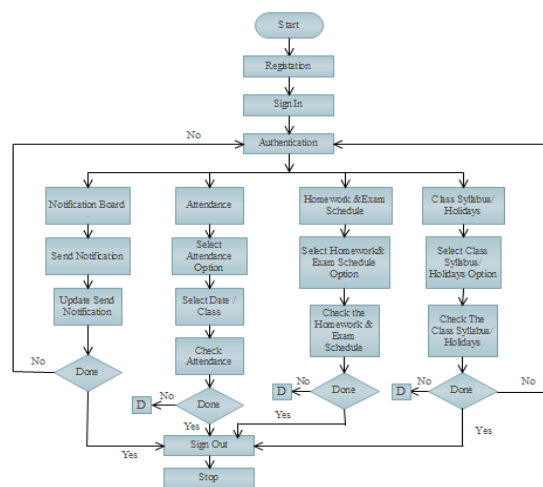 Start
Registation
Sign In
No
Authentication
Notification Board
Attendance
Homework &Exam
Schedule
Class Syllabus/
Holidays
Send Notification
Select
Attendance
Option
Select Homework&
Exam Schedule
Option
Select Class
Syllabus/
Holidays Option
Update Send
Notification
Select Date /
Class
Check the
Homework &
Exam
Schedule
Check The
Class Syllabus/
Holidays
Check
Attendance
No
Done
D
No
Done
D
No
Done
D
No
Done
No
Yes
Yes
Yes
Yes
Sign Out
Stop